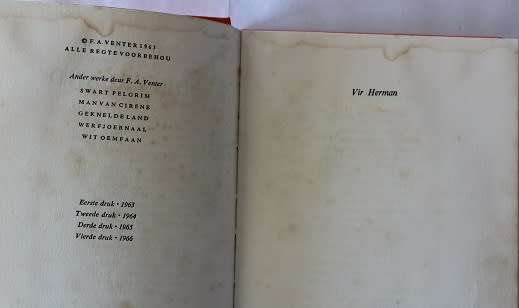 © F. A. VENTER 1963
ALLE REGTE VOORBEHOU
Ander werke deur F. A. Venter
SWART PELGRIM
MAN VAN CIRENE
GEKNELDE LAND
WERFJOERNAAL
WIT OEMFAAN
Eerste druk · 1963
Tweede druk · 1964
Derde druk · 1965
Vierde druk · 1966
Vir Herman